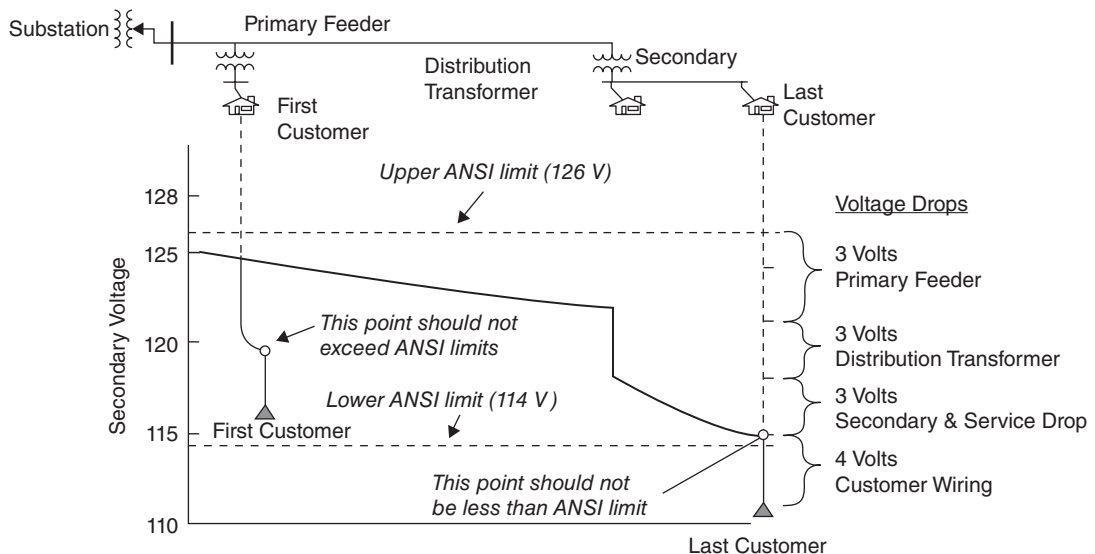 Substation
Primary Feeder
Distribution
Transformer
Secondary
First
Customer
Last
Customer
Upper ANSI limit (126 V)
Voltage Drops
128
125
120
115
110
Secondary Voltage
3 Volts
Primary Feeder
This point should not
exceed ANSI limits
3 Volts
Distribution Transformer
Lower ANSI limit (114 V)
3 Volts
Secondary & Service Drop
First Customer
4 Volts
Customer Wiring
This point should not
be less than ANSI limit
Last Customer